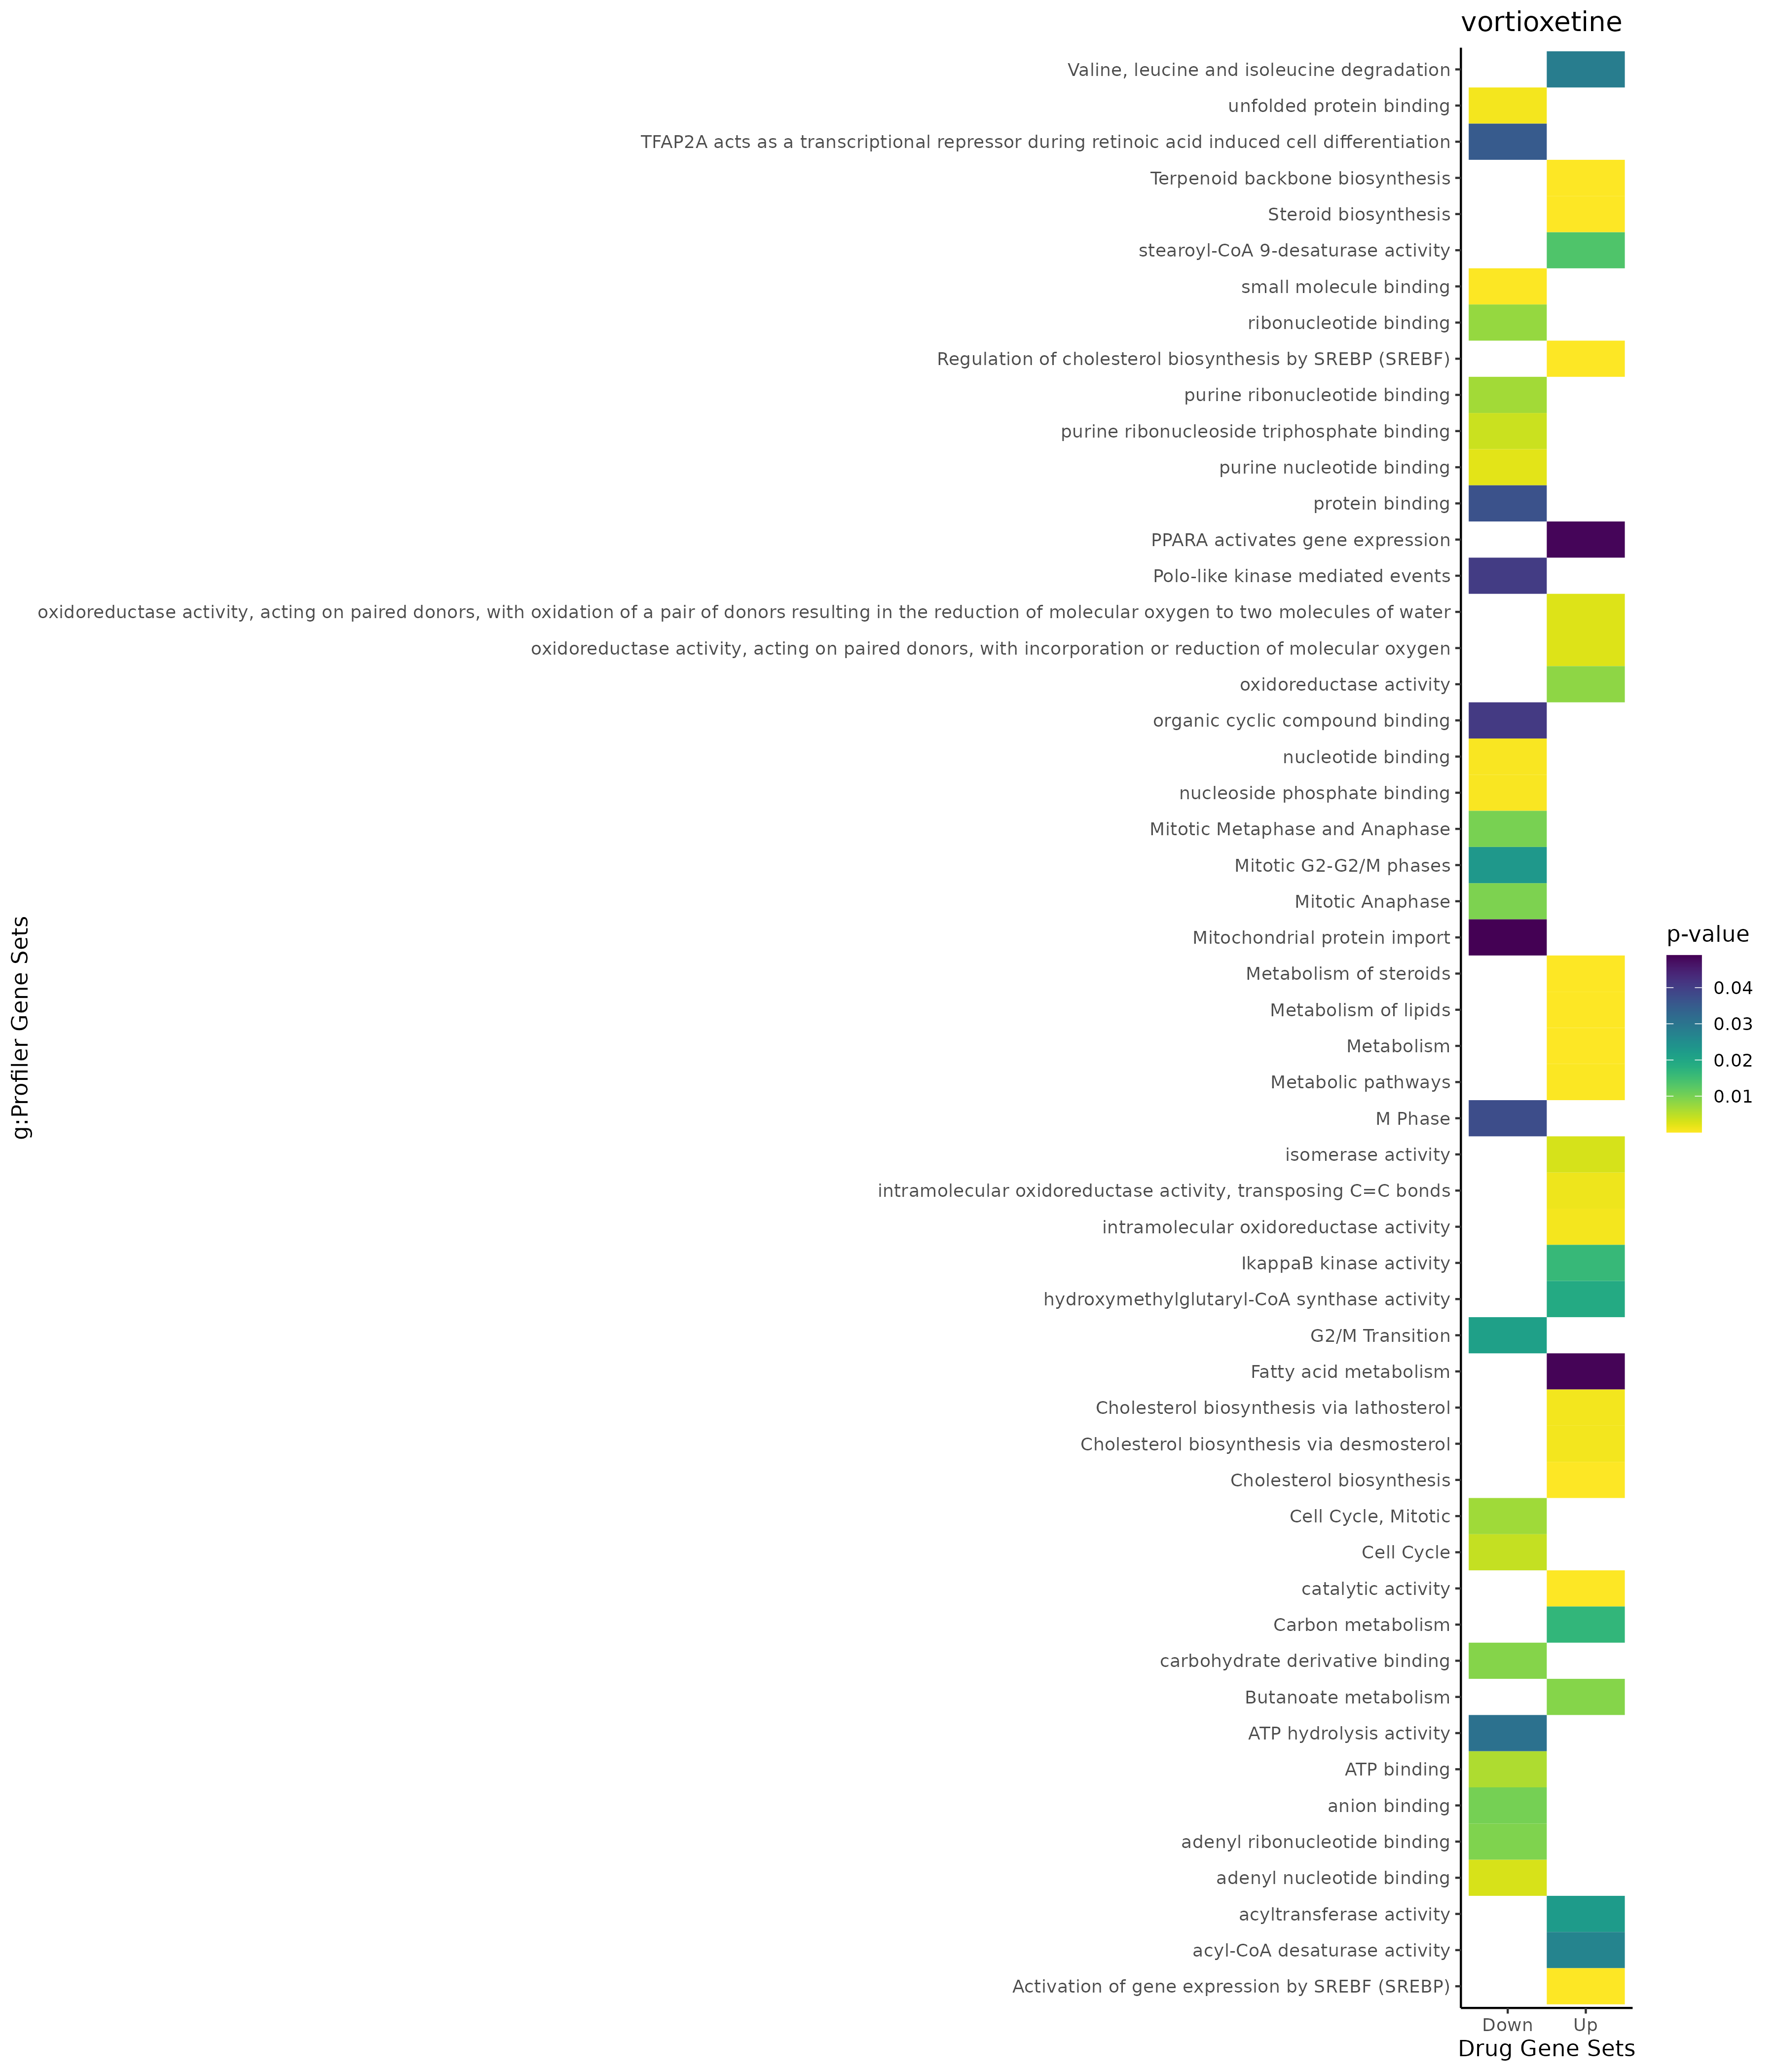 vortioxetine
Valine, leucine and isoleucine degradation
unfolded protein binding
TFAP2A acts as a transcriptional repressor during retinoic acid induced cell differentiation
Terpenoid backbone biosynthesis
Steroid biosynthesis
stearoyl-CoA 9-desaturase activity
small molecule binding
ribonucleotide binding
Regulation of cholesterol biosynthesis by SREBP (SREBF)
purine ribonucleotide binding
purine ribonucleoside triphosphate binding
purine nucleotide binding
protein binding
PPARA activates gene expression
Polo-like kinase mediated events
oxidoreductase activity, acting on paired donors, with oxidation of a pair of donors resulting in the reduction of molecular oxygen to two molecules of water
oxidoreductase activity, acting on paired donors, with incorporation or reduction of molecular oxygen
oxidoreductase activity
organic cyclic compound binding
nucleotide binding
nucleoside phosphate binding
Mitotic Metaphase and Anaphase
Mitotic G2-G2/M phases
Mitotic Anaphase
Mitochondrial protein import
Metabolism of steroids
Metabolism of lipids
Metabolism
Metabolic pathways
M Phase
isomerase activity
intramolecular oxidoreductase activity, transposing C=C bonds
intramolecular oxidoreductase activity
IkappaB kinase activity
hydroxymethylglutaryl-CoA synthase activity
G2/M Transition
Fatty acid metabolism
Cholesterol biosynthesis via lathosterol
Cholesterol biosynthesis via desmosterol
Cholesterol biosynthesis
Cell Cycle, Mitotic
Cell Cycle
catalytic activity
Carbon metabolism
carbohydrate derivative binding
Butanoate metabolism
ATP hydrolysis activity
ATP binding
anion binding
adenyl ribonucleotide binding
adenyl nucleotide binding
acyltransferase activity
acyl-CoA desaturase activity
Activation of gene expression by SREBF (SREBP)
g:Profiler Gene Sets
Down Up
Drug Gene Sets
p-value
0.04
0.03
0.02
0.01